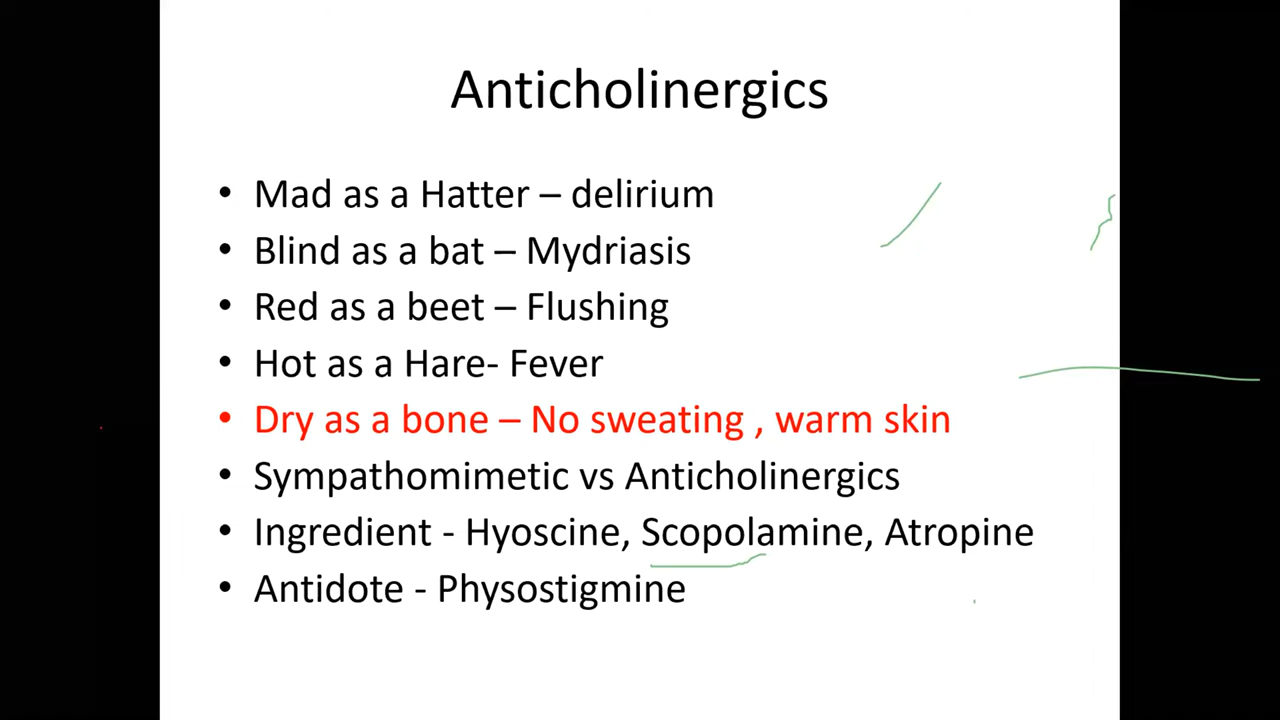 Anticholinergics
• Mad as a Hatter – delirium
• Blind as a bat – Mydriasis
• Red as a beet – Flushing
• Hot as a Hare- Fever
• Dry as a bone – No sweating , warm skin
• Sympathomimetic vs Anticholinergics
• Ingredient - Hyoscine, Scopolamine, Atropine
• Antidote - Physostigmine